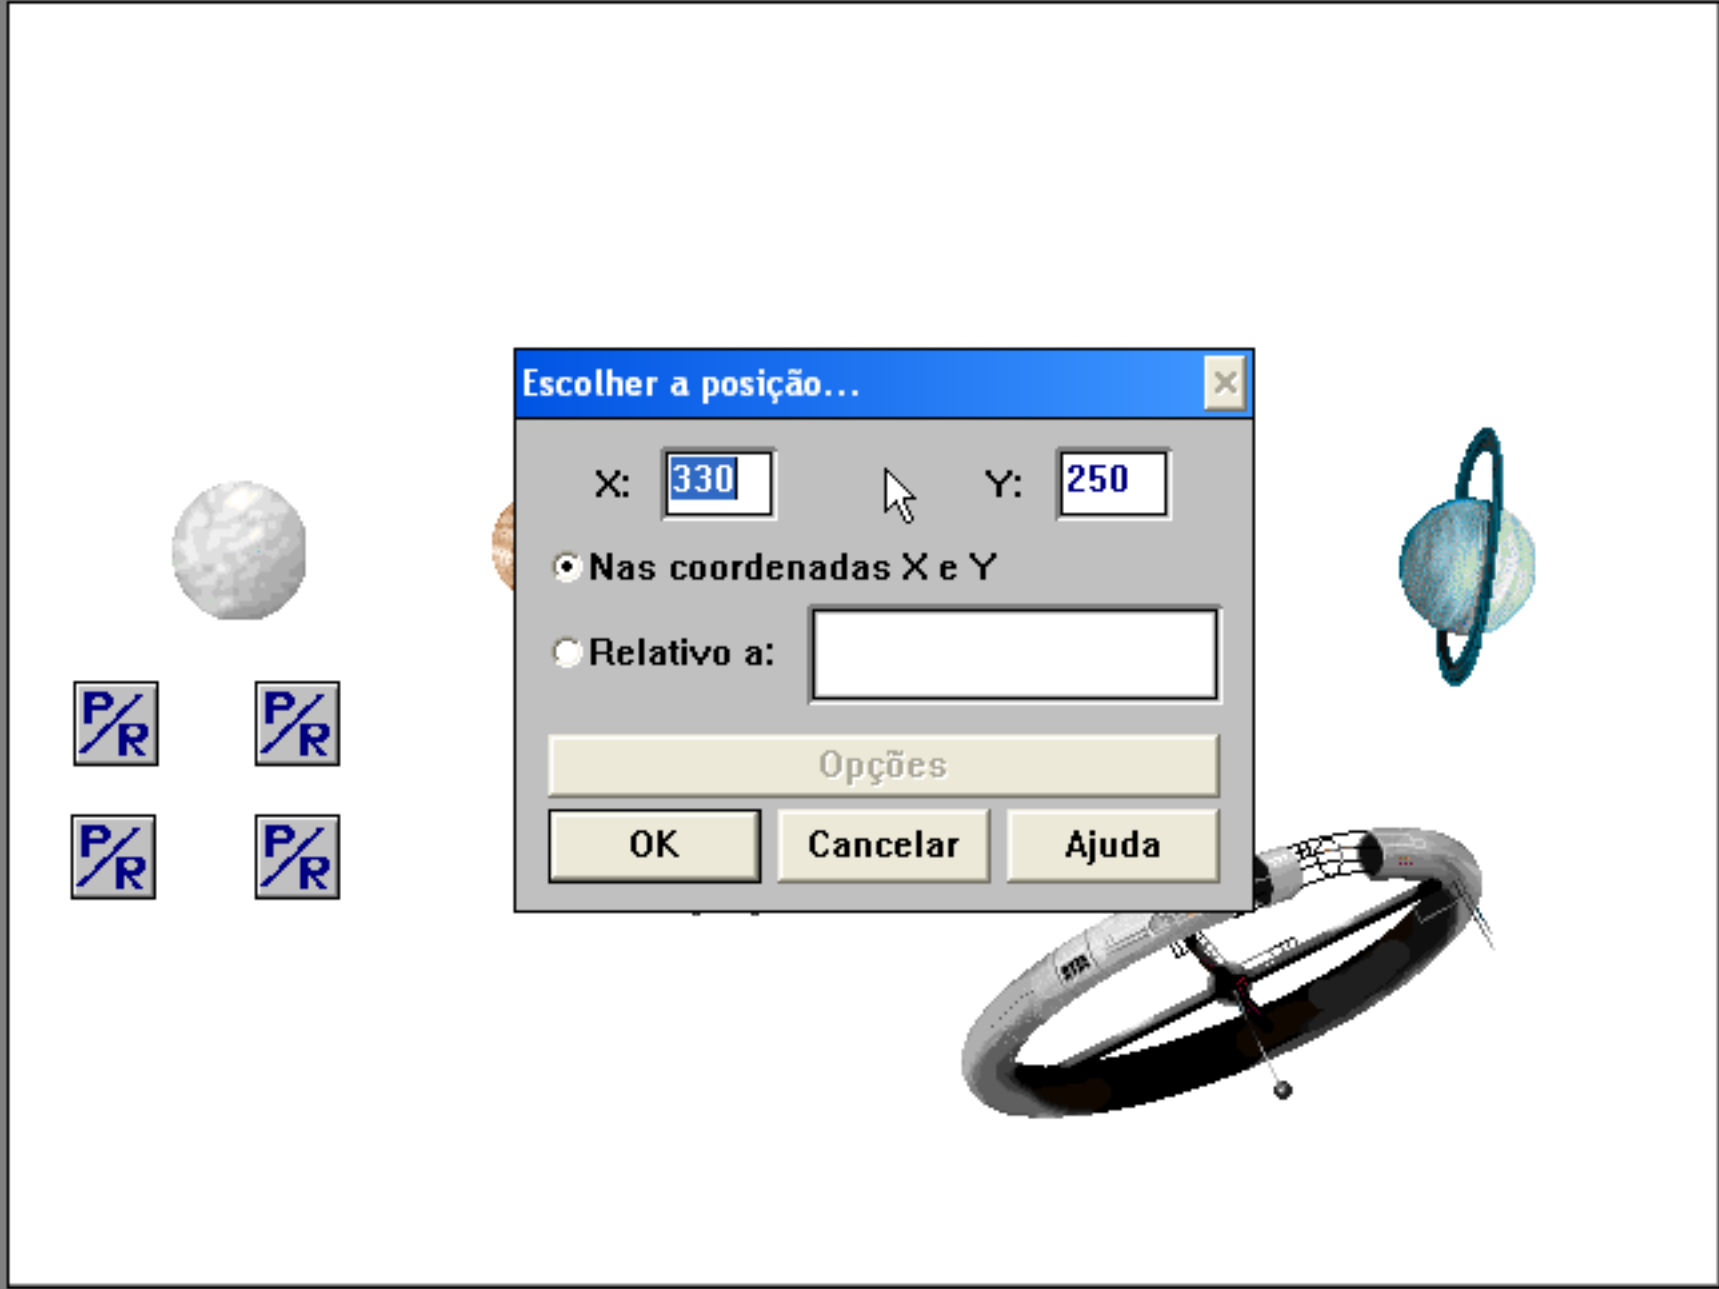 Escolher a posição...
X: 330 Y: 250
Nas coordenadas X e Y
Relativo a:
Opções
OK Cancelar Ajuda
P/R P/R
P/R P/R